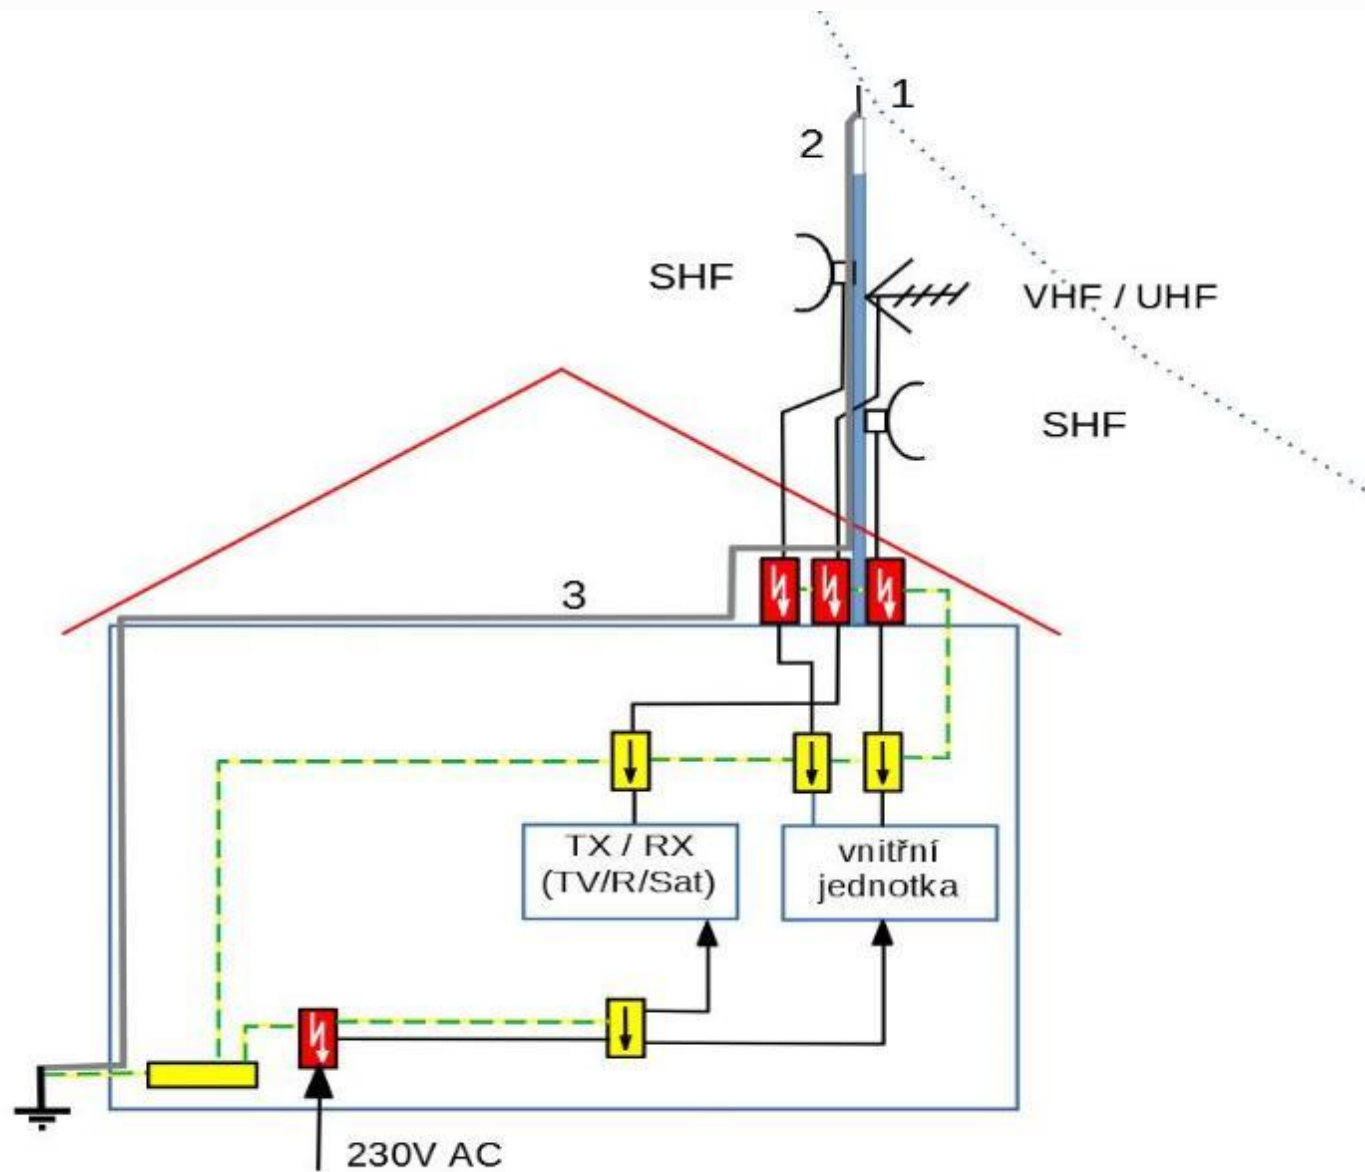 1
2
SHF
VHF / UHF
SHF
3
TX / RX
(TV/R/Sat)
vnitřní
jednotka
230V AC